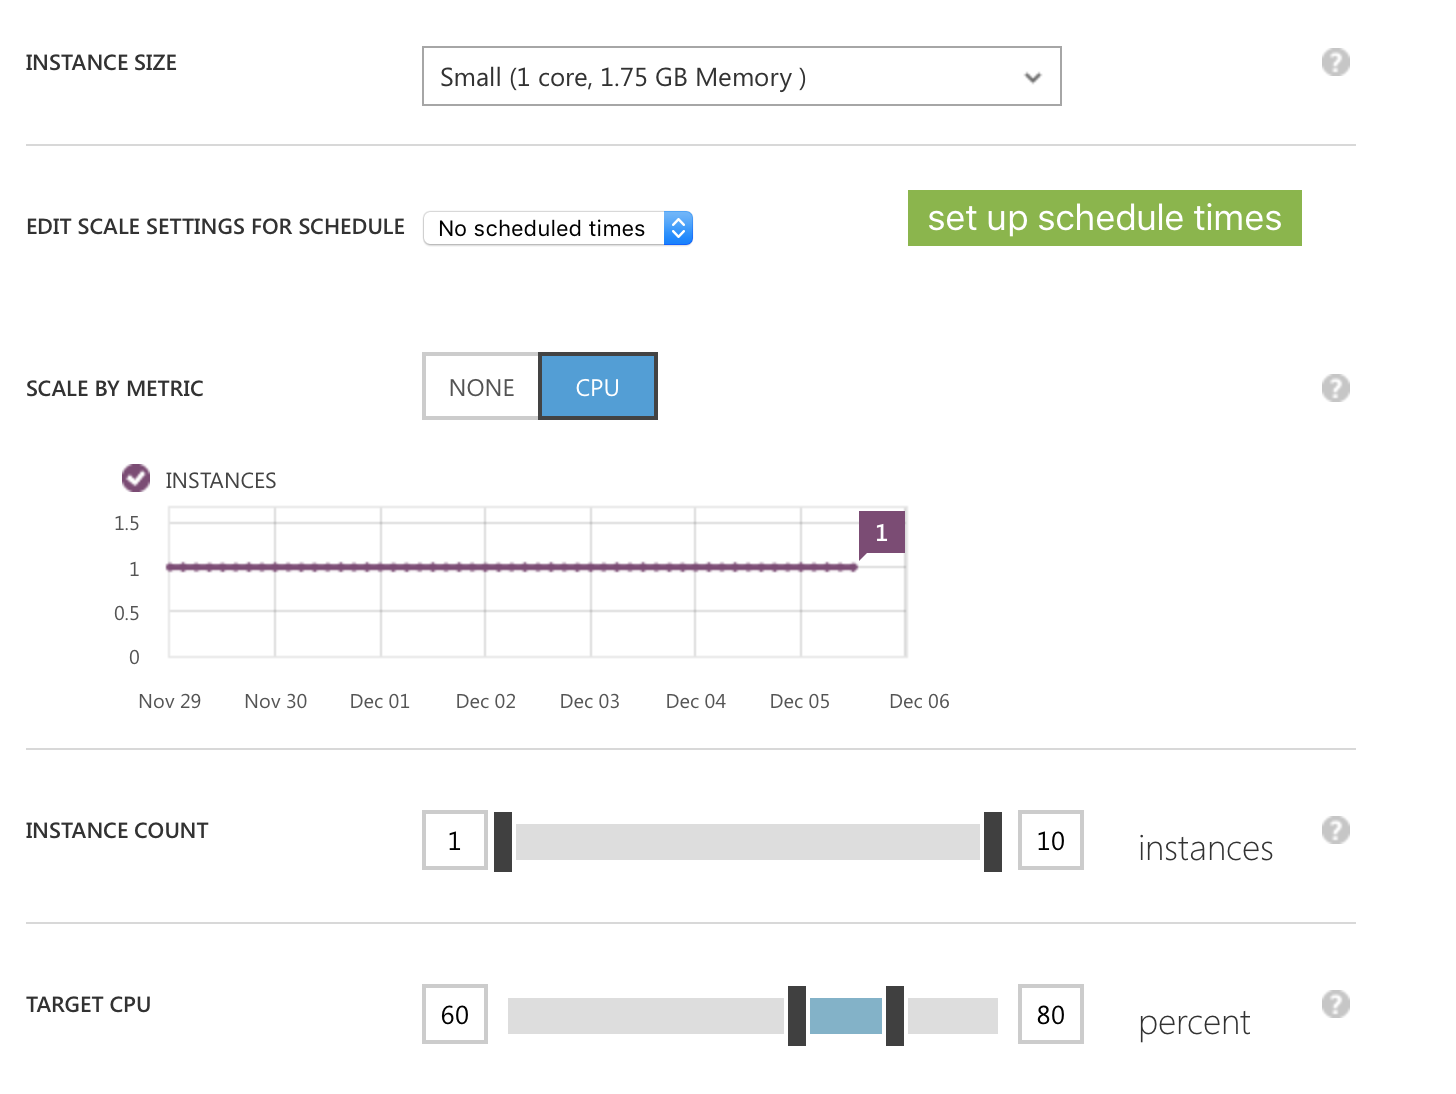 INSTANCE SIZE
Small (1 core, 1.75 GB Memory )
?
EDIT SCALE SETTINGS FOR SCHEDULE
No scheduled times
set up schedule times
SCALE BY METRIC
NONE
CPU
?
INSTANCES
1.5
1
0.5
0
1
Nov 29
Nov 30
Dec 01
Dec 02
Dec 03
Dec 04
Dec 05
Dec 06
INSTANCE COUNT
1
10
instances
?
TARGET CPU
60
80
percent
?